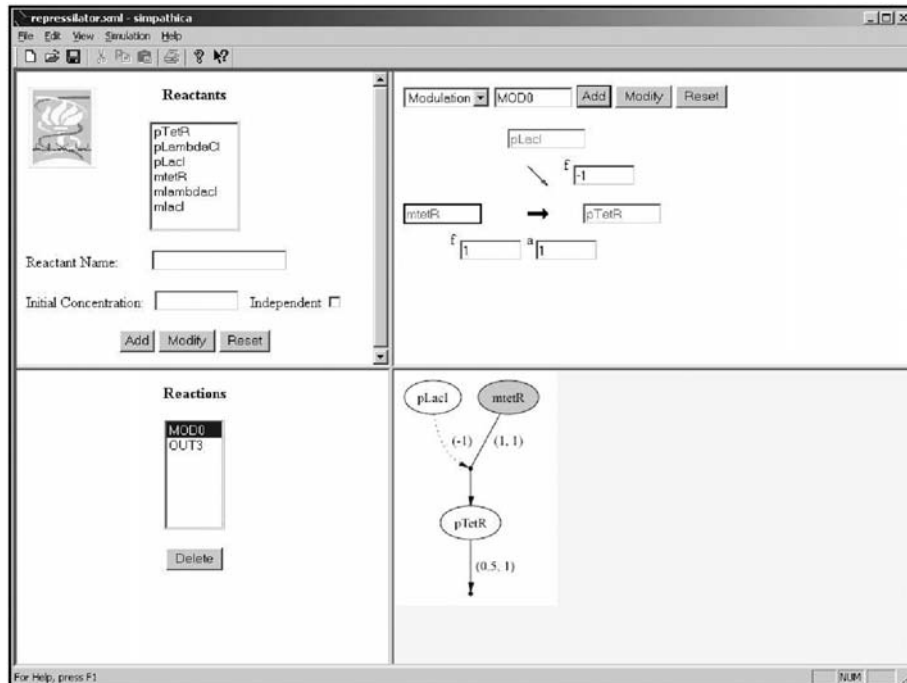 repressilator.xml - simpathica
File Edit View Simulation Help
Reactants
pTetR
pLambdaCI
pLacI
mtetR
mlambdacI
mlacI
Reactant Name:
Initial Concentration: Independent
Add Modify Reset
Modulation MOD0 Add Modify Reset
pLacI
f -1
mtetR pTetR
f 1 a 1
Reactions
MOD0
OUT3
Delete
pLacI mtetR
(-1) (1, 1)
pTetR
(0.5, 1)
For Help, press F1 NUM